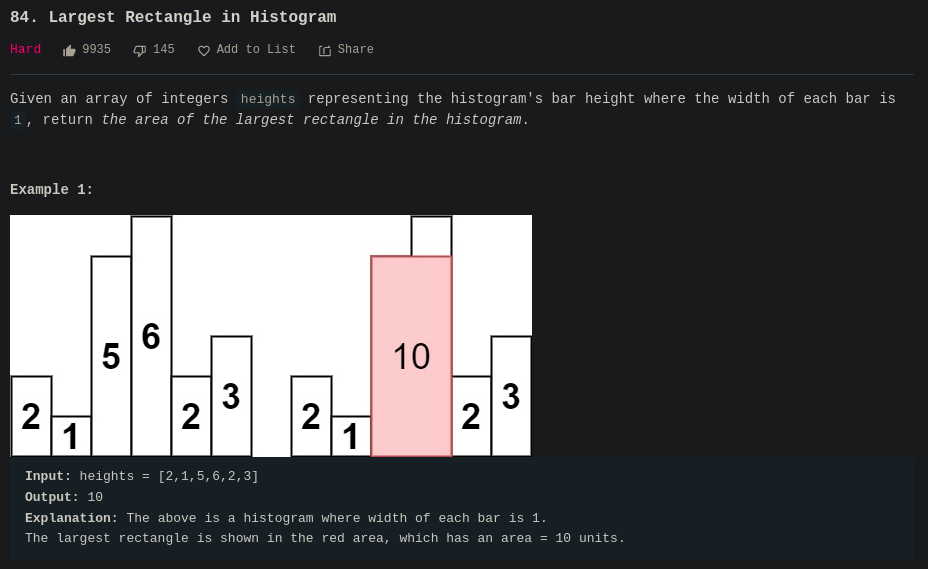 84. Largest Rectangle in Histogram
Hard 9935 145 Add to List Share
Given an array of integers heights representing the histogram's bar height where the width of each bar is
1, return the area of the largest rectangle in the histogram.
Example 1:
2 1 5 6 2 3 2 1 10 2 3
Input: heights = [2,1,5,6,2,3]
Output: 10
Explanation: The above is a histogram where width of each bar is 1.
The largest rectangle is shown in the red area, which has an area = 10 units.